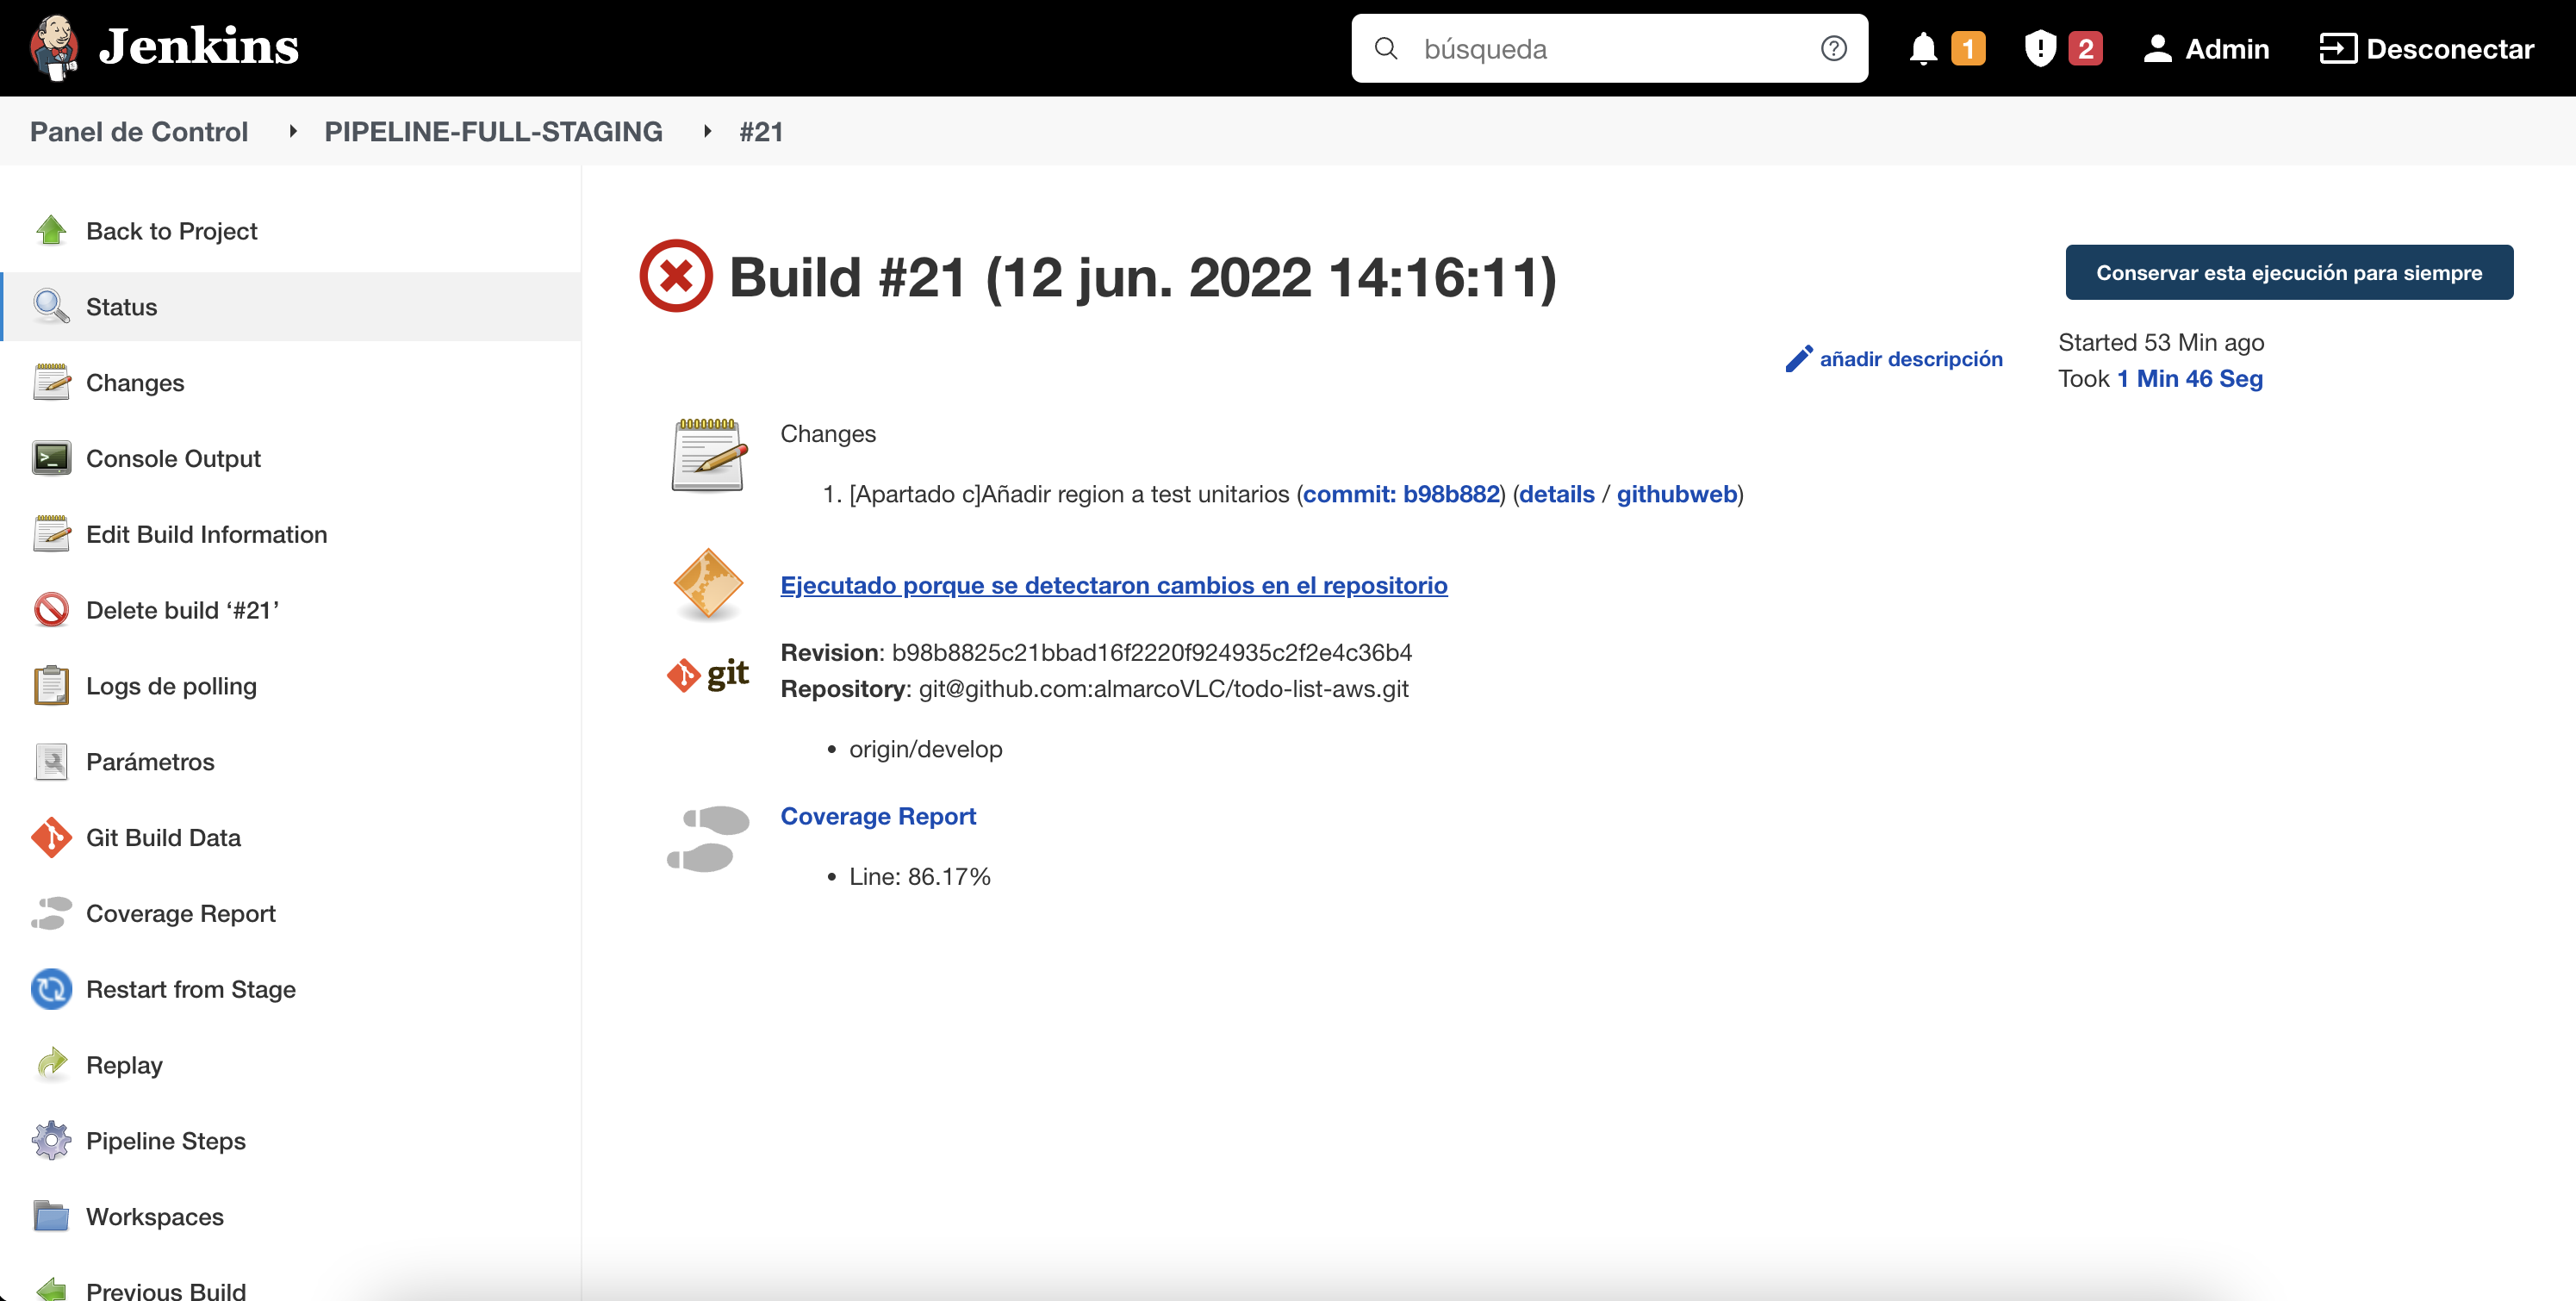 Jenkins
búsqueda
1
2
Admin
Desconectar
Panel de Control
PIPELINE-FULL-STAGING
#21
Back to Project
Status
Changes
Console Output
Edit Build Information
Delete build ‘#21’
Logs de polling
Parámetros
Git Build Data
Coverage Report
Restart from Stage
Replay
Pipeline Steps
Workspaces
Previous Build
Build #21 (12 jun. 2022 14:16:11)
Conservar esta ejecución para siempre
añadir descripción
Started 53 Min ago
Took 1 Min 46 Seg
Changes
1. [Apartado c]Añadir region a test unitarios (commit: b98b882) (details / githubweb)
Ejecutado porque se detectaron cambios en el repositorio
git
Revision: b98b8825c21bbad16f2220f924935c2f2e4c36b4
Repository: git@github.com:almarcoVLC/todo-list-aws.git
• origin/develop
Coverage Report
• Line: 86.17%